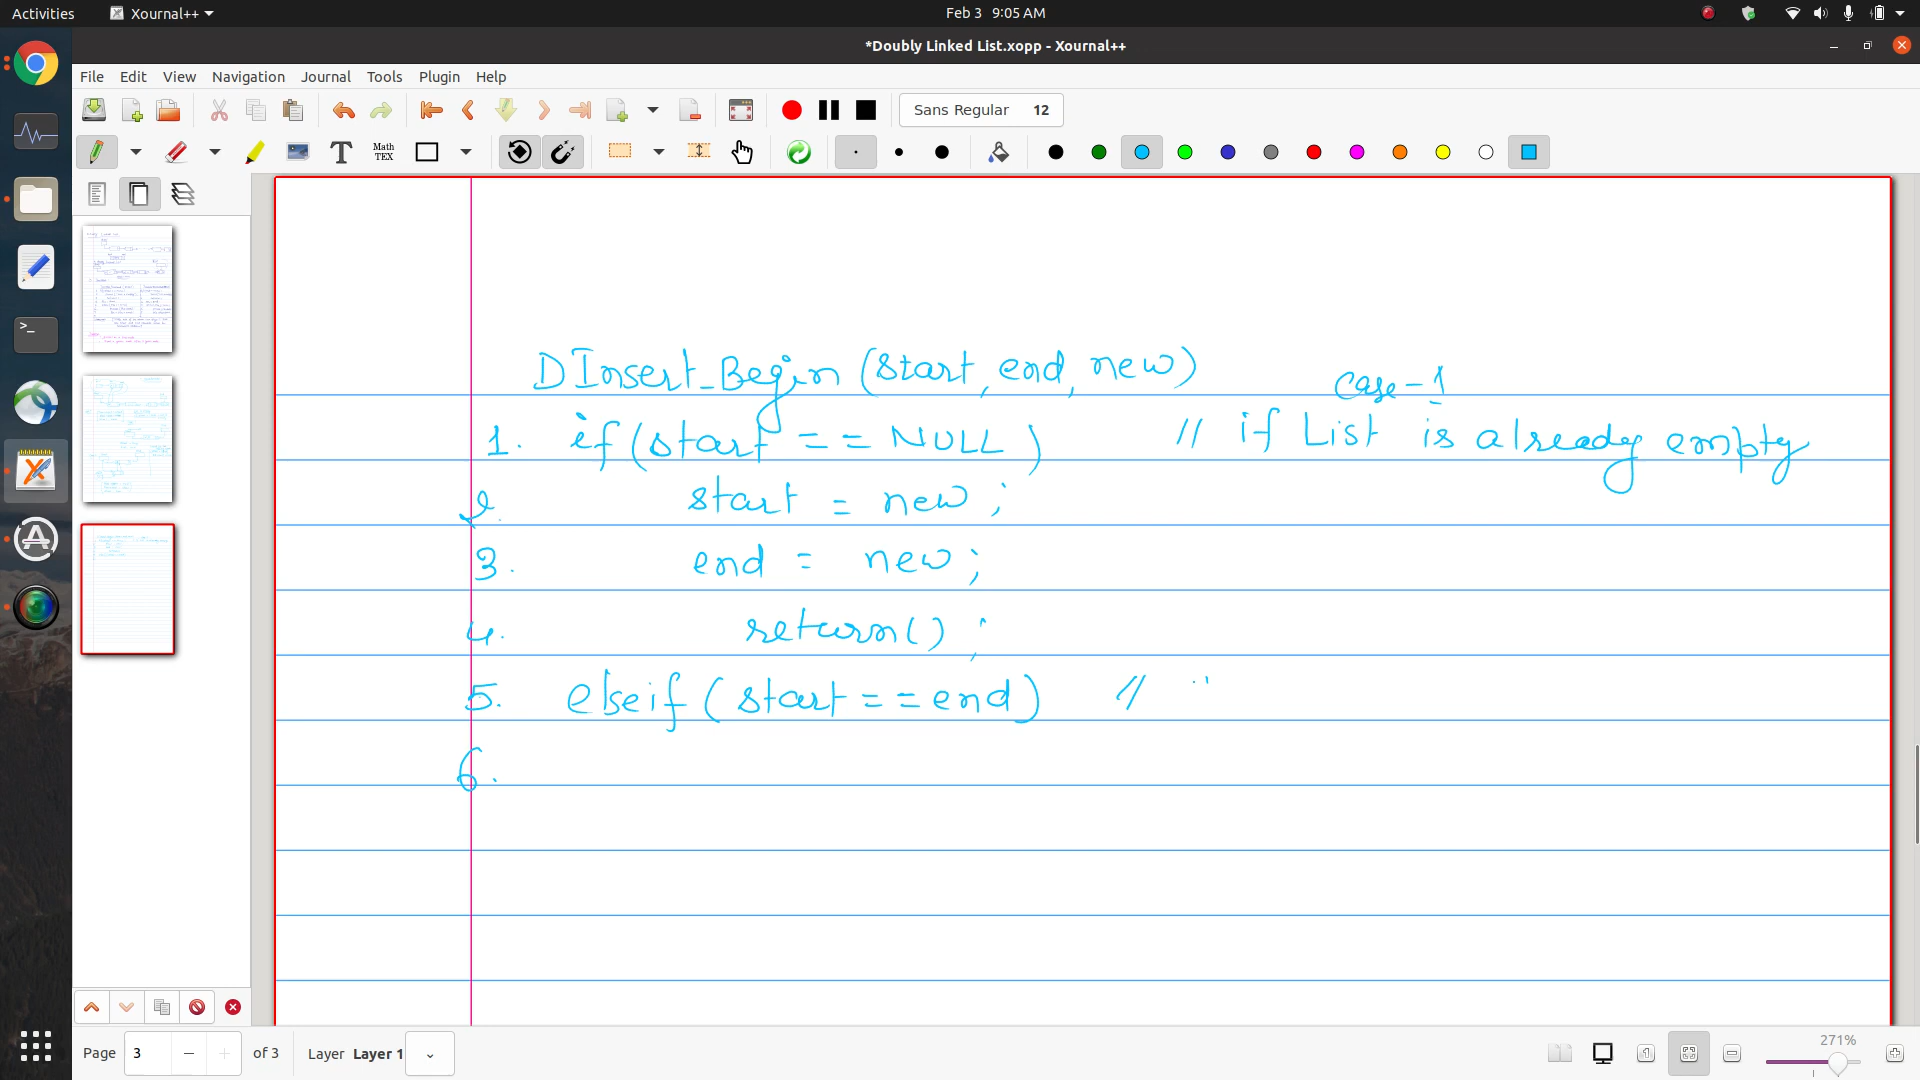 Activities Xournal++ Feb 3 9:05 AM
*Doubly Linked List.xopp - Xournal++
File Edit View Navigation Journal Tools Plugin Help
Sans Regular 12
Math TEX
Case-1
DInsert_Begin (start, end, new)
1. if (start == NULL) // if List is already empty
2. start = new ;
3. end = new ;
4. return() ;
5. elseif (start == end) //
6.
Page 3 of 3 Layer Layer 1 271%